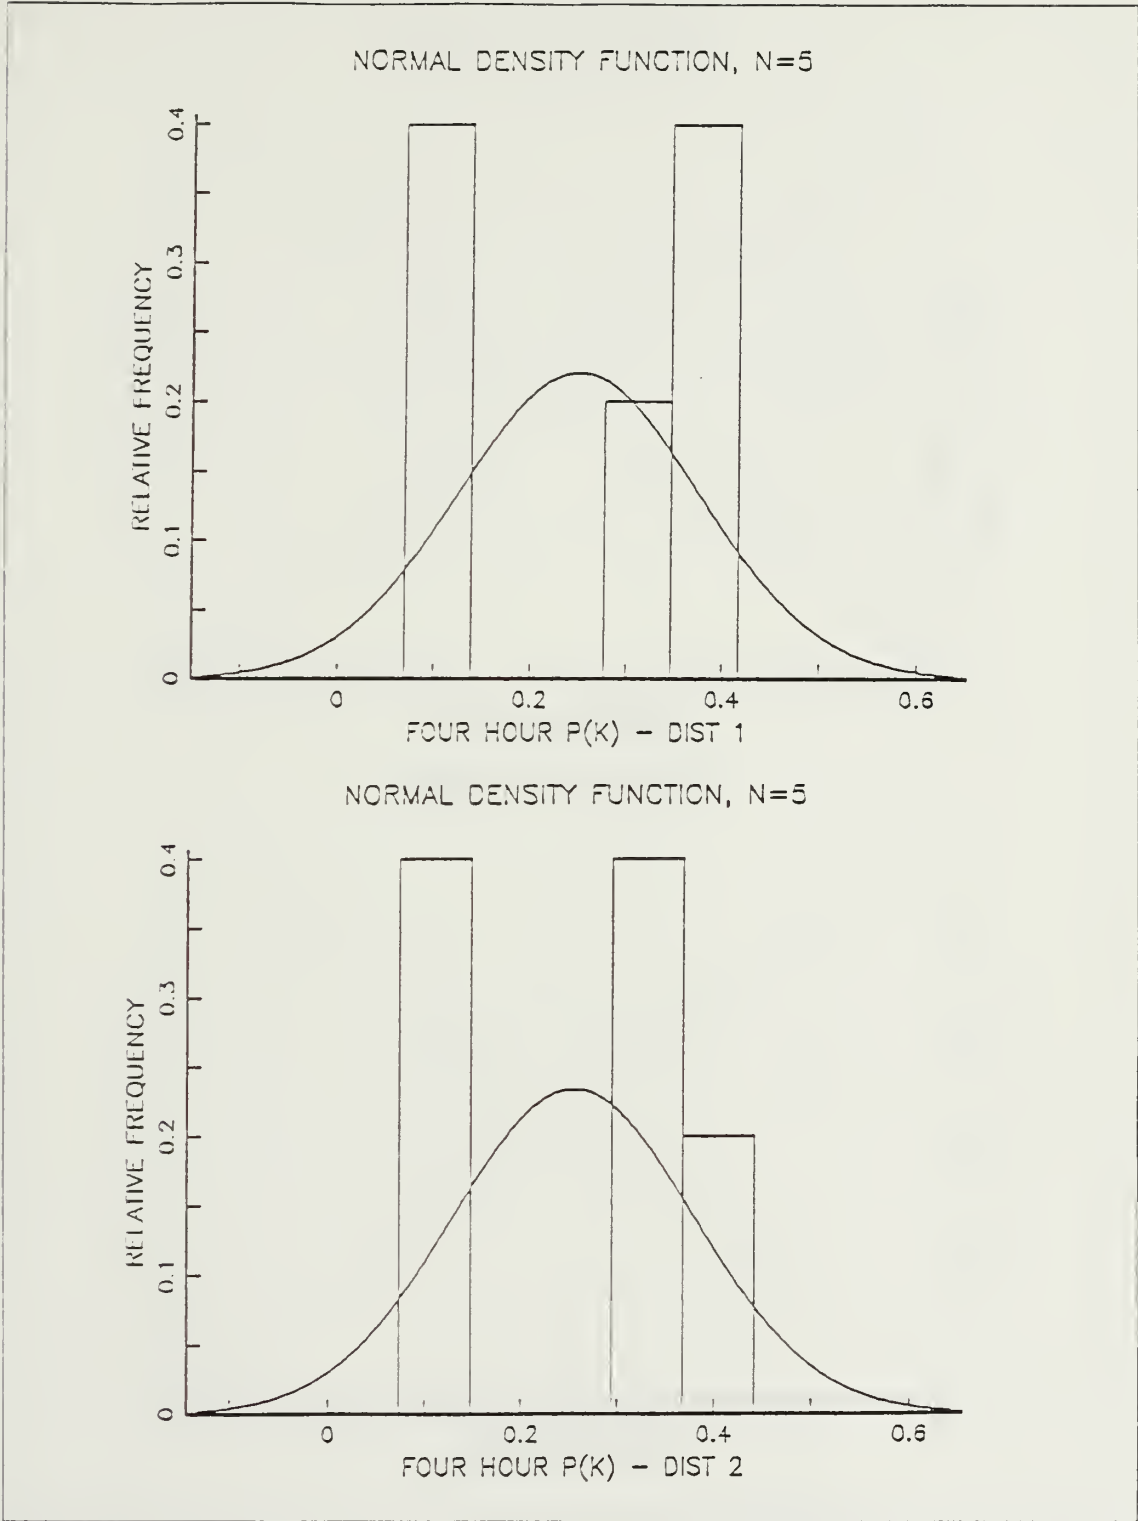 NORMAL DENSITY FUNCTION, N=5
RELATIVE FREQUENCY
0.4
0.3
0.2
0.1
0
0 0.2 0.4 0.6
FOUR HOUR P(K) - DIST 1
NORMAL DENSITY FUNCTION, N=5
RELATIVE FREQUENCY
0.4
0.3
0.2
0.1
0
0 0.2 0.4 0.6
FOUR HOUR P(K) - DIST 2